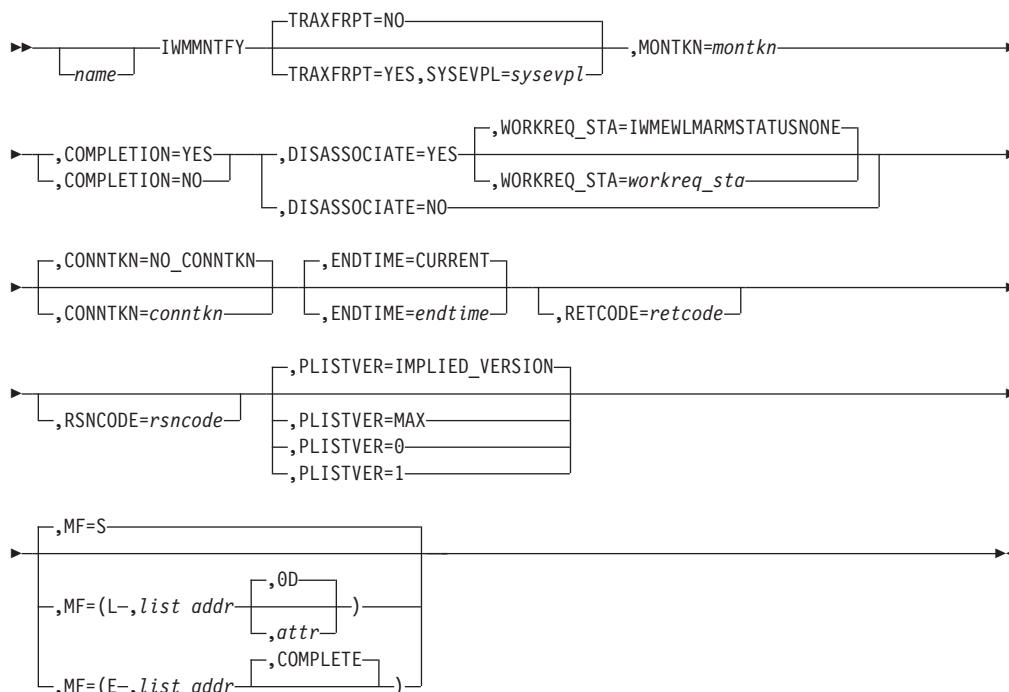 TRAXFRPT=NO
name IWMMNTFY ,MONTKN=montkn
TRAXFRPT=YES,SYSEVPL=sysevpl
,WORKREQ_STA=IWMEWLMARMSTATUSNONE
,COMPLETION=YES ,DISASSOCIATE=YES
,COMPLETION=NO ,WORKREQ_STA=workreq_sta
,DISASSOCIATE=NO
,CONNTKN=NO_CONNTKN ,ENDTIME=CURRENT
,CONNTKN=conntkn ,ENDTIME=endtime ,RETCODE=retcode
,PLISTVER=IMPLIED_VERSION
,RSNCODE=rsncode ,PLISTVER=MAX
,PLISTVER=0
,PLISTVER=1
,MF=S
,0D
,MF=(L ,list addr )
,attr
,COMPLETE
,MF=(E ,list addr )